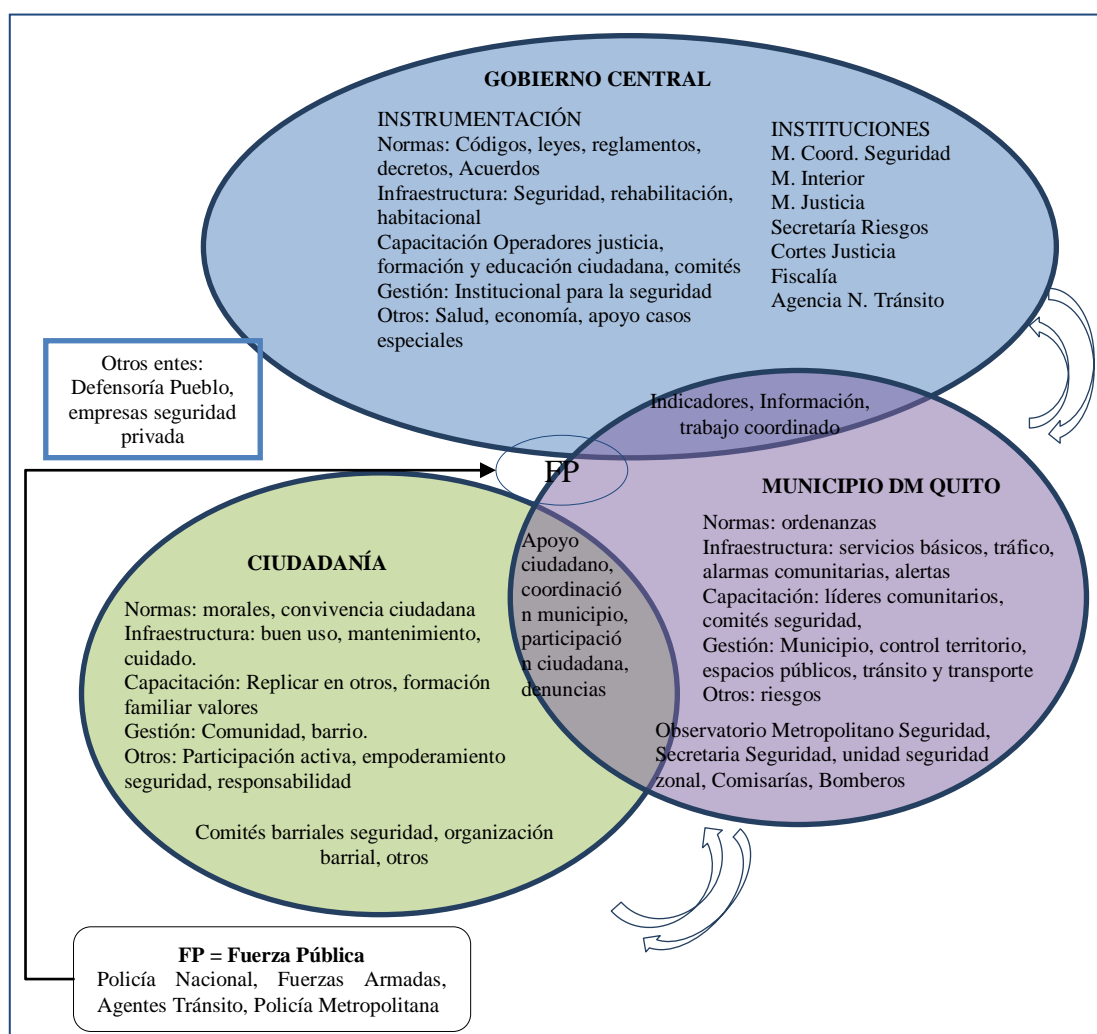 GOBIERNO CENTRAL
INSTRUMENTACIÓN
Normas: Códigos, leyes, reglamentos,
decretos, Acuerdos
Infraestructura: Seguridad, rehabilitación,
habitacional
Capacitación Operadores justicia,
formación y educación ciudadana, comités
Gestión: Institucional para la seguridad
Otros: Salud, economía, apoyo casos
especiales
INSTITUCIONES
M. Coord. Seguridad
M. Interior
M. Justicia
Secretaría Riesgos
Cortes Justicia
Fiscalía
Agencia N. Tránsito
Otros entes:
Defensoría Pueblo,
empresas seguridad
privada
Indicadores, Información,
trabajo coordinado
FP
MUNICIPIO DM QUITO
Normas: ordenanzas
Infraestructura: servicios básicos, tráfico,
alarmas comunitarias, alertas
Capacitación: líderes comunitarios,
comités seguridad,
Gestión: Municipio, control territorio,
espacios públicos, tránsito y transporte
Otros: riesgos
Observatorio Metropolitano Seguridad,
Secretaria Seguridad, unidad seguridad
zonal, Comisarías, Bomberos
Apoyo
ciudadano,
coordinació
n municipio,
participació
n ciudadana,
denuncias
CIUDADANÍA
Normas: morales, convivencia ciudadana
Infraestructura: buen uso, mantenimiento,
cuidado.
Capacitación: Replicar en otros, formación
familiar valores
Gestión: Comunidad, barrio.
Otros: Participación activa, empoderamiento
seguridad, responsabilidad
Comités barriales seguridad, organización
barrial, otros
FP = Fuerza Pública
Policía Nacional, Fuerzas Armadas,
Agentes Tránsito, Policía Metropolitana